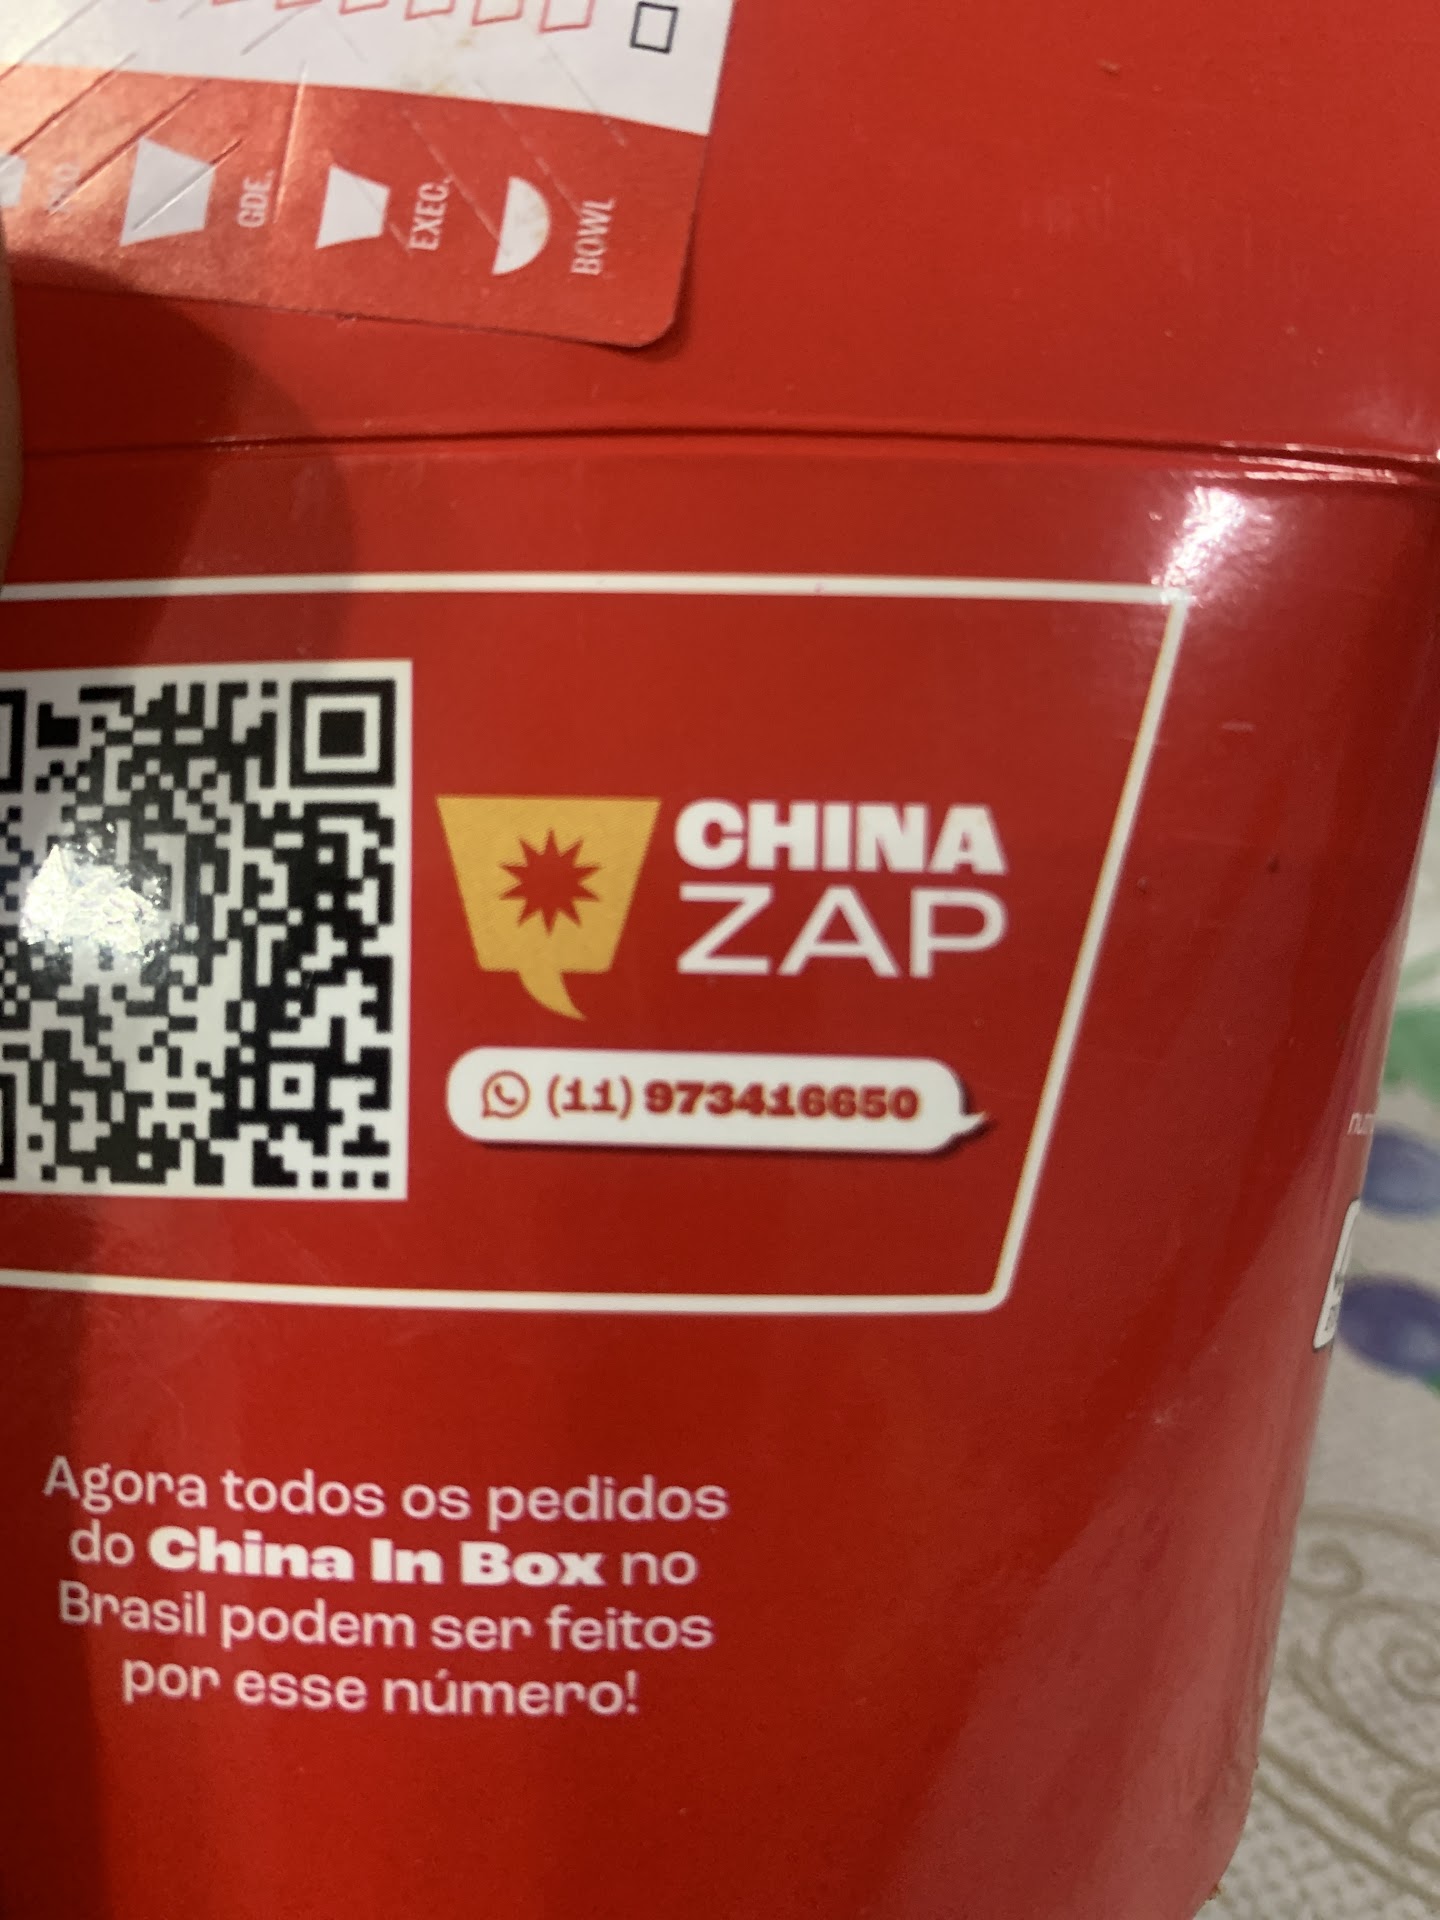 GDE.
EXEC.
BOWL
CHINA
ZAP
(11) 973416650
Agora todos os pedidos
do China In Box no
Brasil podem ser feitos
por esse número!